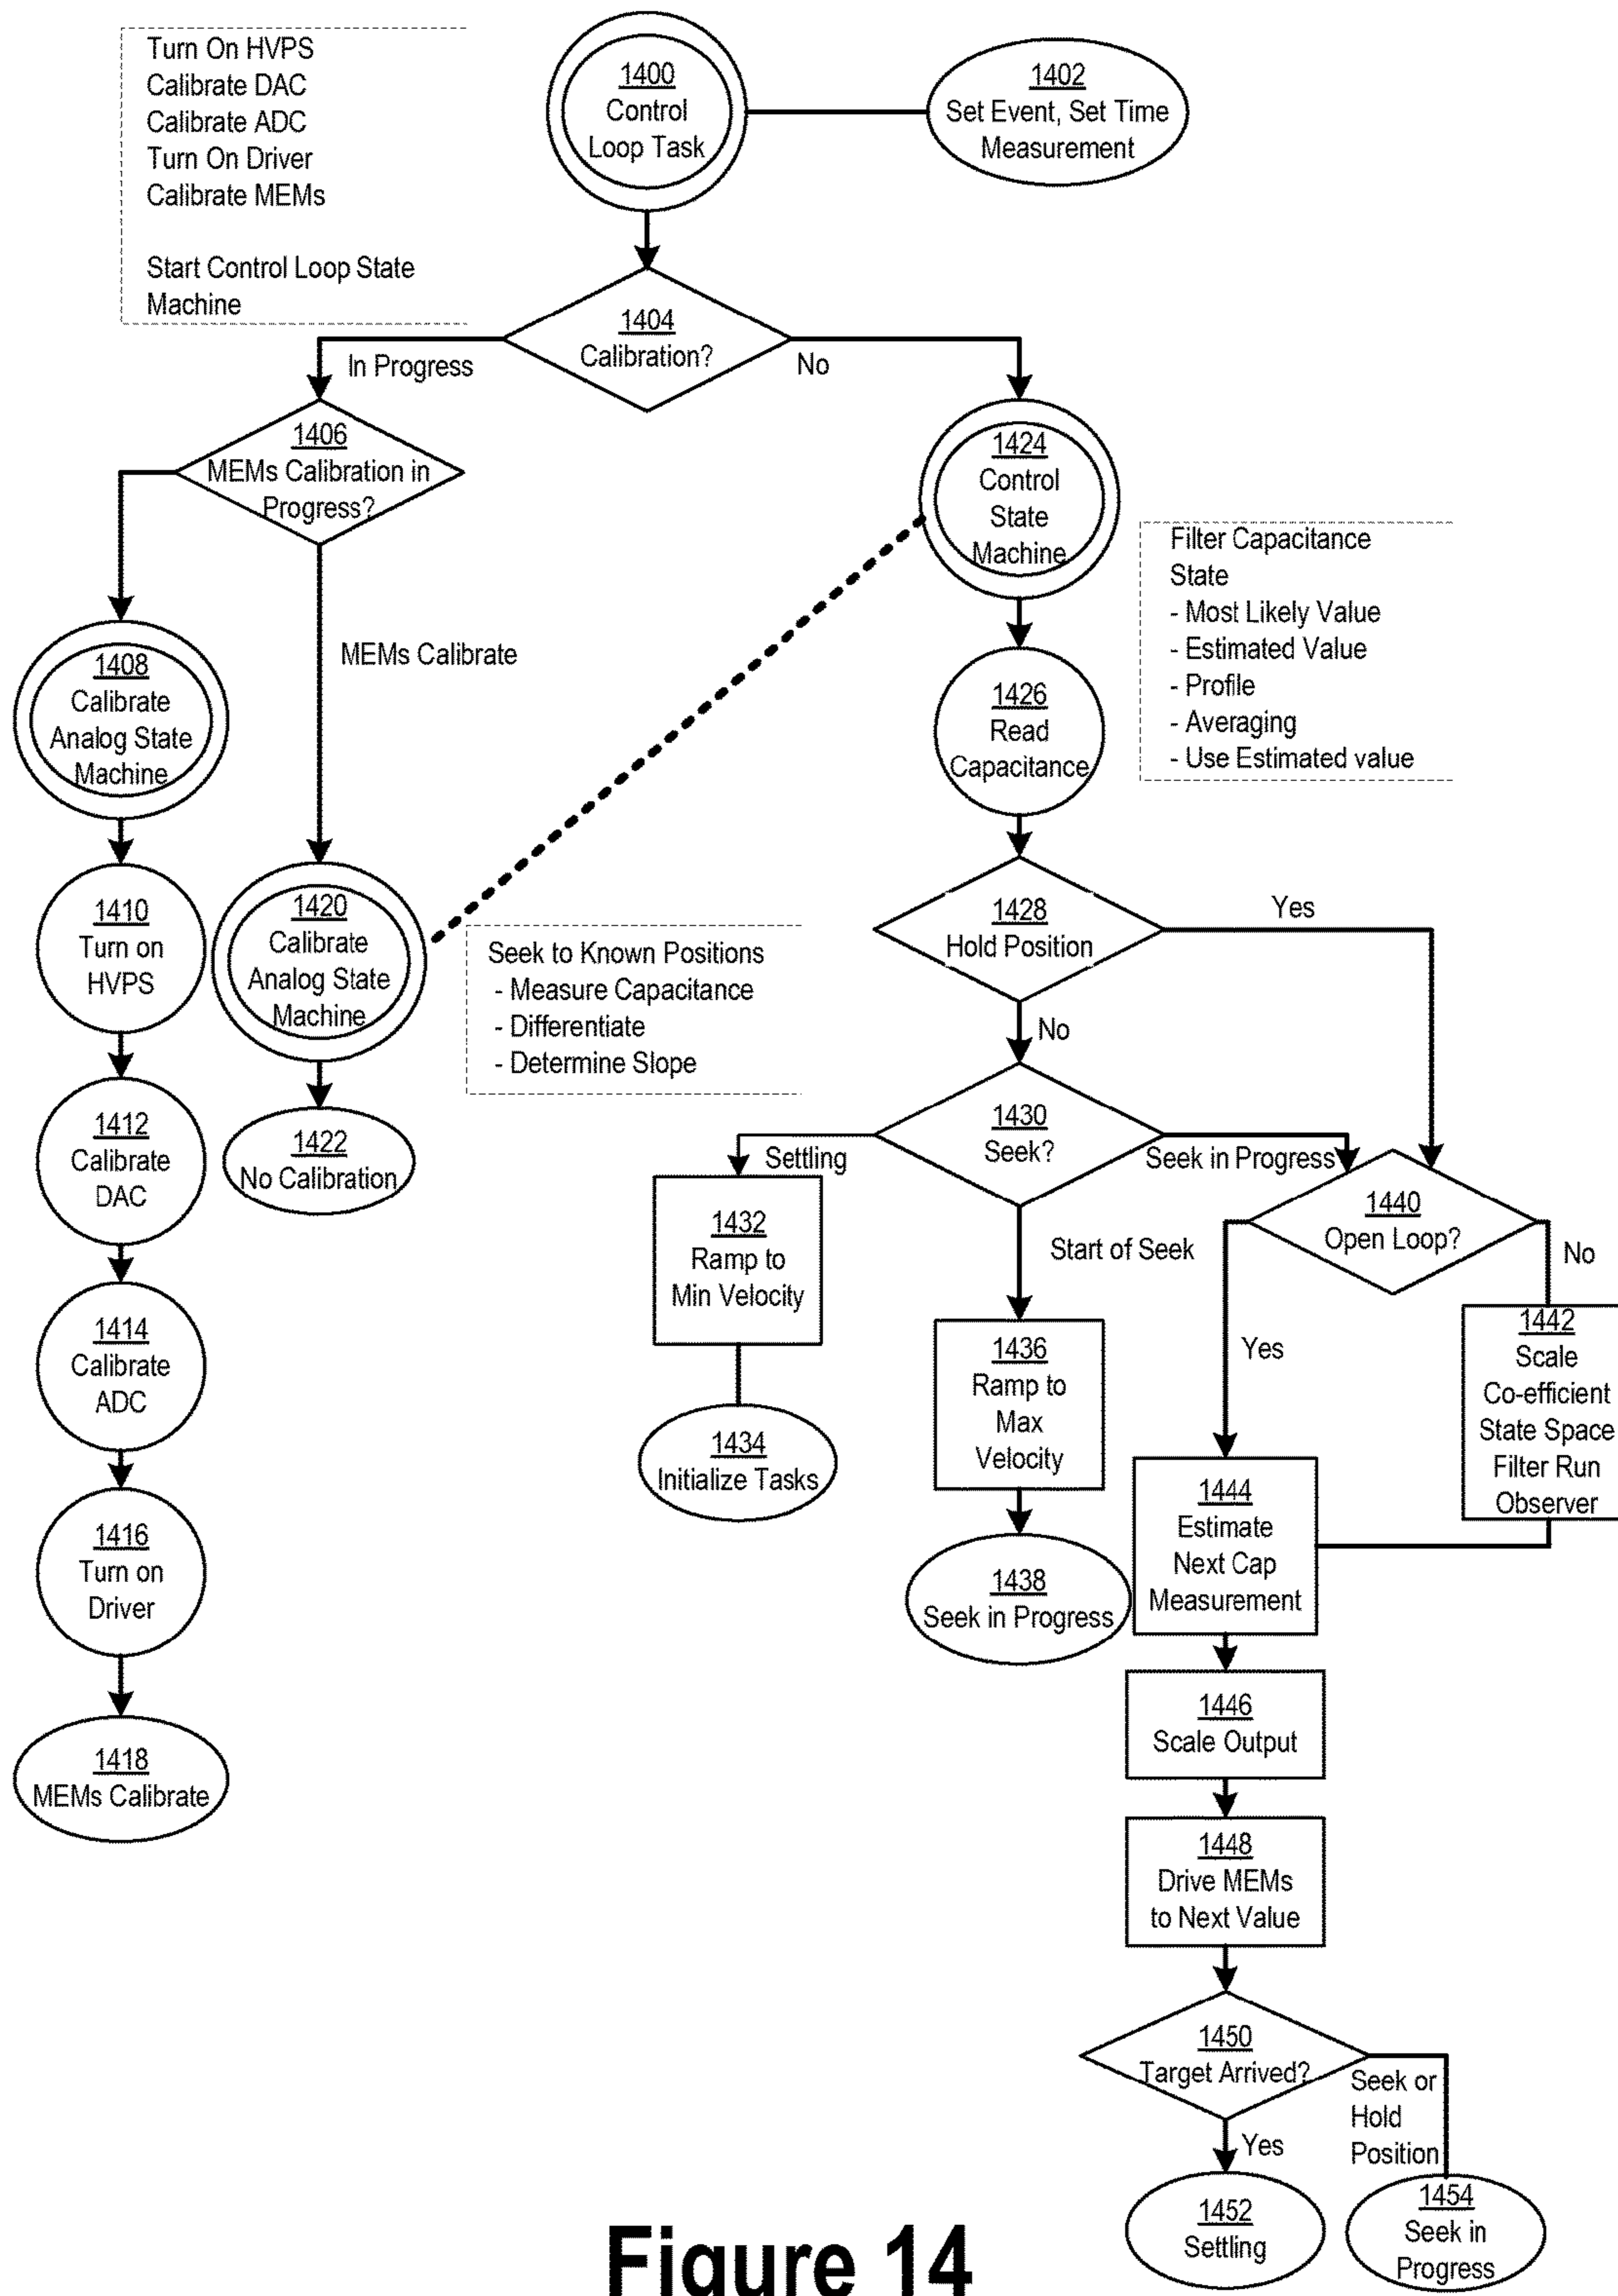 Turn On HVPS
Calibrate DAC
Calibrate ADC
Turn On Driver
Calibrate MEMs
Start Control Loop State
Machine
1400
Control
Loop Task
1402
Set Event, Set Time
Measurement
1404
Calibration?
In Progress
No
1406
MEMs Calibration in
Progress?
1408
Calibrate
Analog State
Machine
MEMs Calibrate
1410
Turn on
HVPS
1412
Calibrate
DAC
1414
Calibrate
ADC
1416
Turn on
Driver
1418
MEMs Calibrate
1420
Calibrate
Analog State
Machine
1422
No Calibration
Seek to Known Positions
- Measure Capacitance
- Differentiate
- Determine Slope
1424
Control
State
Machine
Filter Capacitance
State
- Most Likely Value
- Estimated Value
- Profile
- Averaging
- Use Estimated value
1426
Read
Capacitance
1428
Hold Position
Yes
No
1430
Seek?
Settling
Seek in Progress
Start of Seek
1432
Ramp to
Min Velocity
1434
Initialize Tasks
1436
Ramp to
Max
Velocity
1438
Seek in Progress
1440
Open Loop?
No
Yes
1442
Scale
Co-efficient
State Space
Filter Run
Observer
1444
Estimate
Next Cap
Measurement
1446
Scale Output
1448
Drive MEMs
to Next Value
1450
Target Arrived?
Yes
Seek or
Hold
Position
1452
Settling
1454
Seek in
Progress
Figure 14